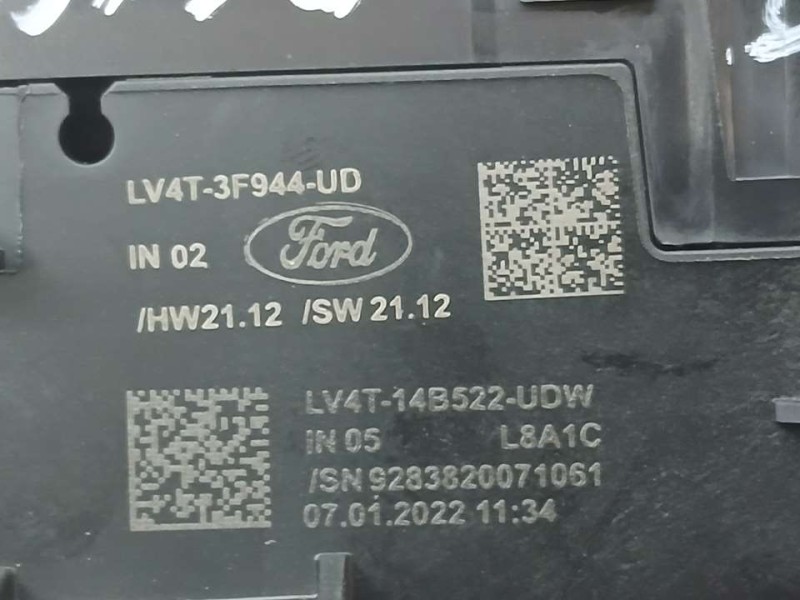 LV4T-3F944-UD
IN 02 Ford
/HW21.12 /SW 21.12
LV4T-14B522-UDW
IN 05 L8A1C
/SN 9283820071061
07.01.2022 11:34